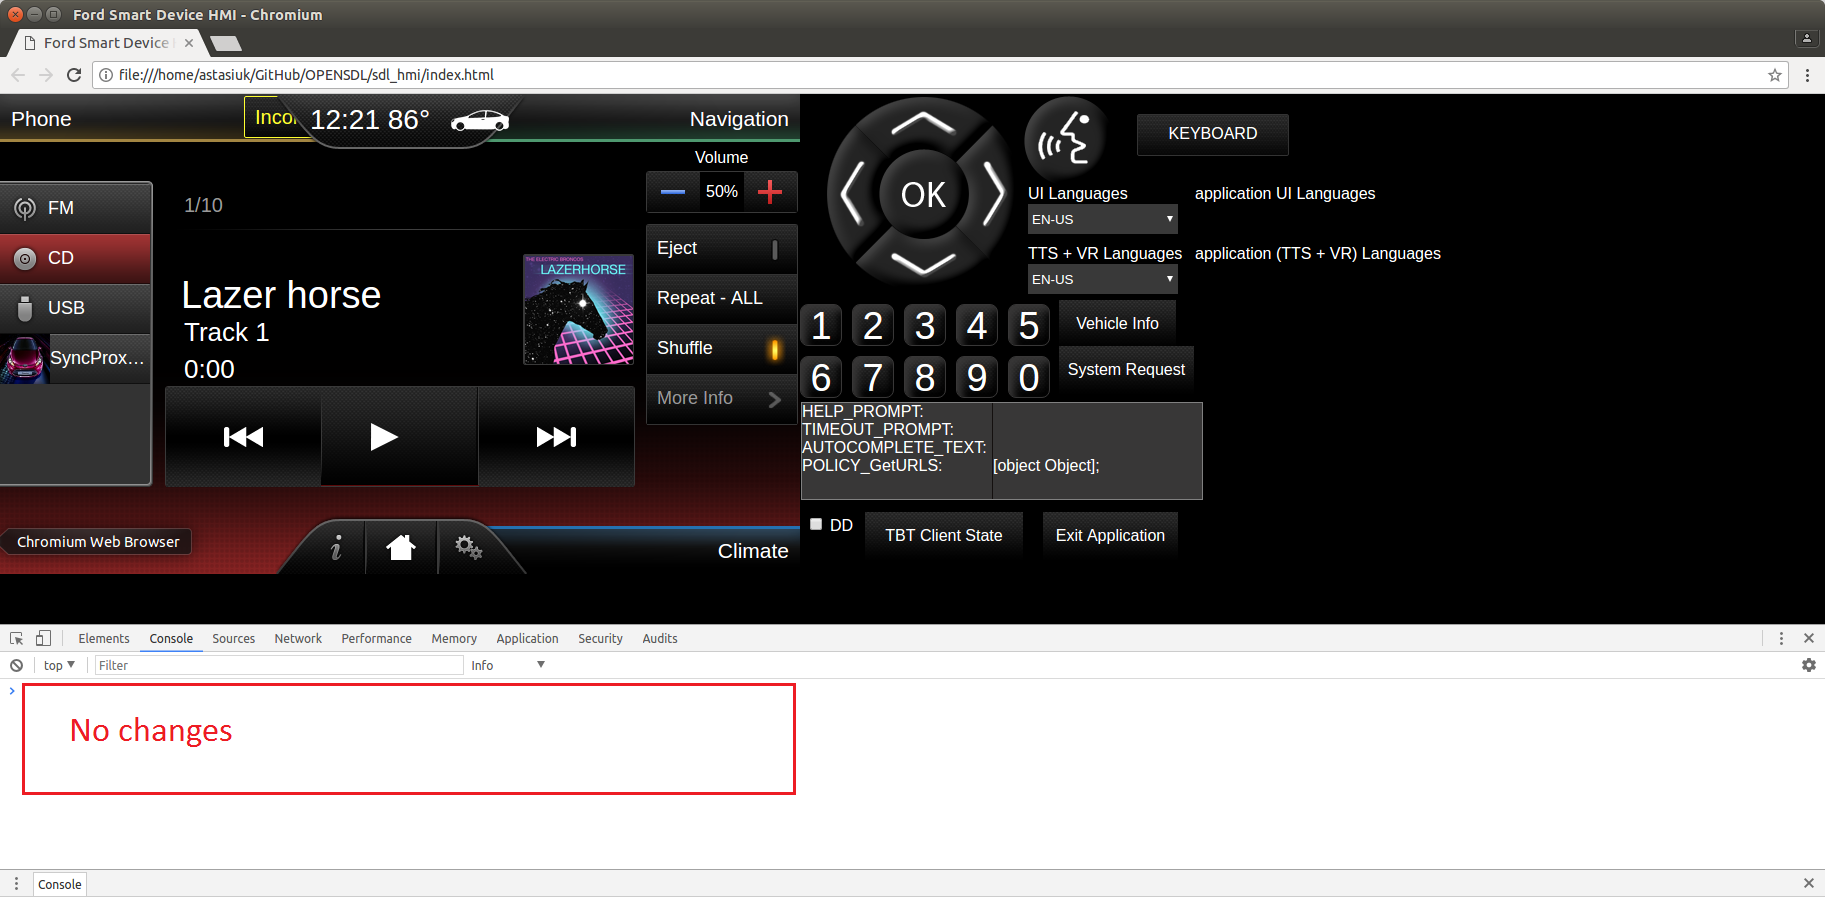 Ford Smart Device HMI - Chromium
Ford Smart Device
file:///home/astasiuk/GitHub/OPENSDL/sdl_hmi/index.html
Phone
Incor
12:21 86°
Navigation
Volume
50%
FM
CD
USB
SyncProx...
1/10
Lazer horse
Track 1
0:00
THE ELECTRIC BRONCOS
LAZERHORSE
Eject
Repeat - ALL
Shuffle
More Info
Chromium Web Browser
i
Climate
OK
KEYBOARD
UI Languages
application UI Languages
EN-US
TTS + VR Languages
application (TTS + VR) Languages
EN-US
1 2 3 4 5
Vehicle Info
6 7 8 9 0
System Request
HELP_PROMPT:
TIMEOUT_PROMPT:
AUTOCOMPLETE_TEXT:
POLICY_GetURLS: [object Object];
DD
TBT Client State
Exit Application
Elements Console Sources Network Performance Memory Application Security Audits
top Filter Info
No changes
Console